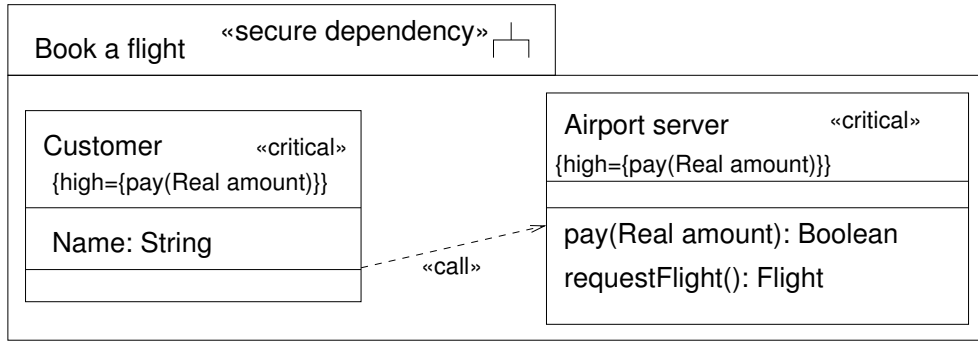 Book a flight «secure dependency»
Customer «critical»
{high={pay(Real amount)}}
Name: String
«call»
Airport server «critical»
{high={pay(Real amount)}}
pay(Real amount): Boolean
requestFlight(): Flight